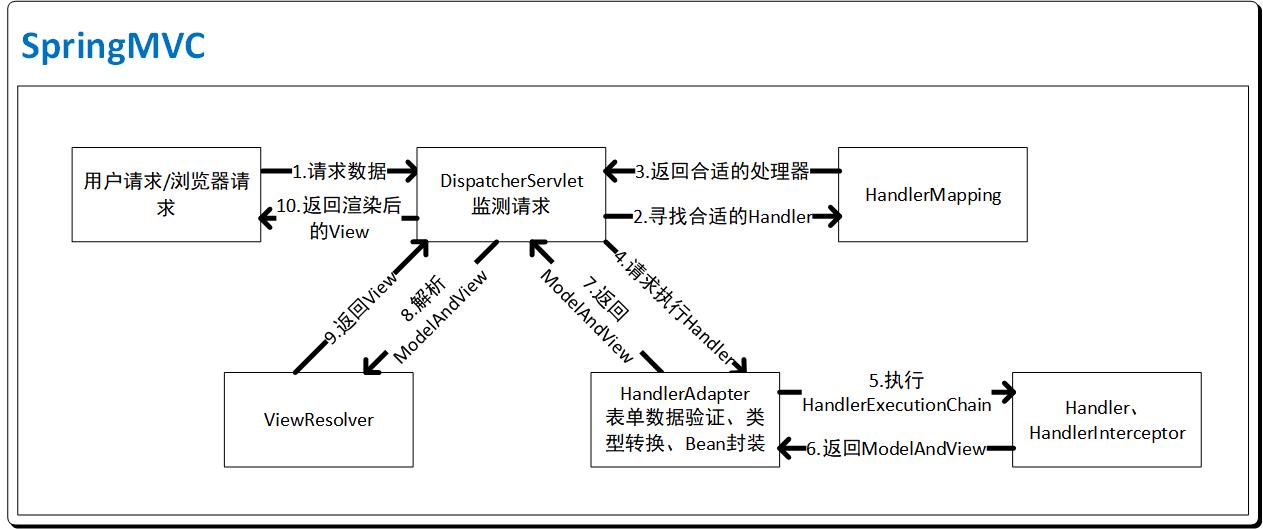 SpringMVC
用户请求/浏览器请
求
1.请求数据
10.返回渲染后
的View
DispatcherServlet
监测请求
3.返回合适的处理器
2.寻找合适的Handler
HandlerMapping
9.返回View
8.解析
ModelAndView
7.返回
ModelAndView
4.请求执行Handler
ViewResolver
HandlerAdapter
表单数据验证、类
型转换、Bean封装
5.执行
HandlerExecutionChain
6.返回ModelAndView
Handler、
HandlerInterceptor